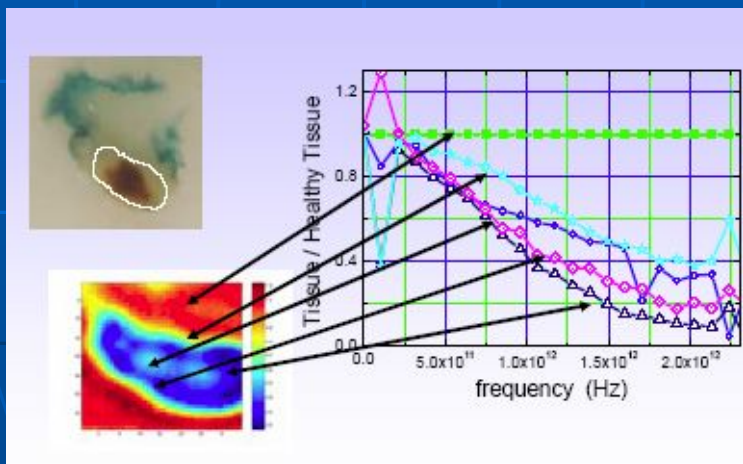 1.2
0.8
0.4
0.0
Tissue / Healthy Tissue
0.0 5.0x10¹¹ 1.0x10¹² 1.5x10¹² 2.0x10¹²
frequency (Hz)